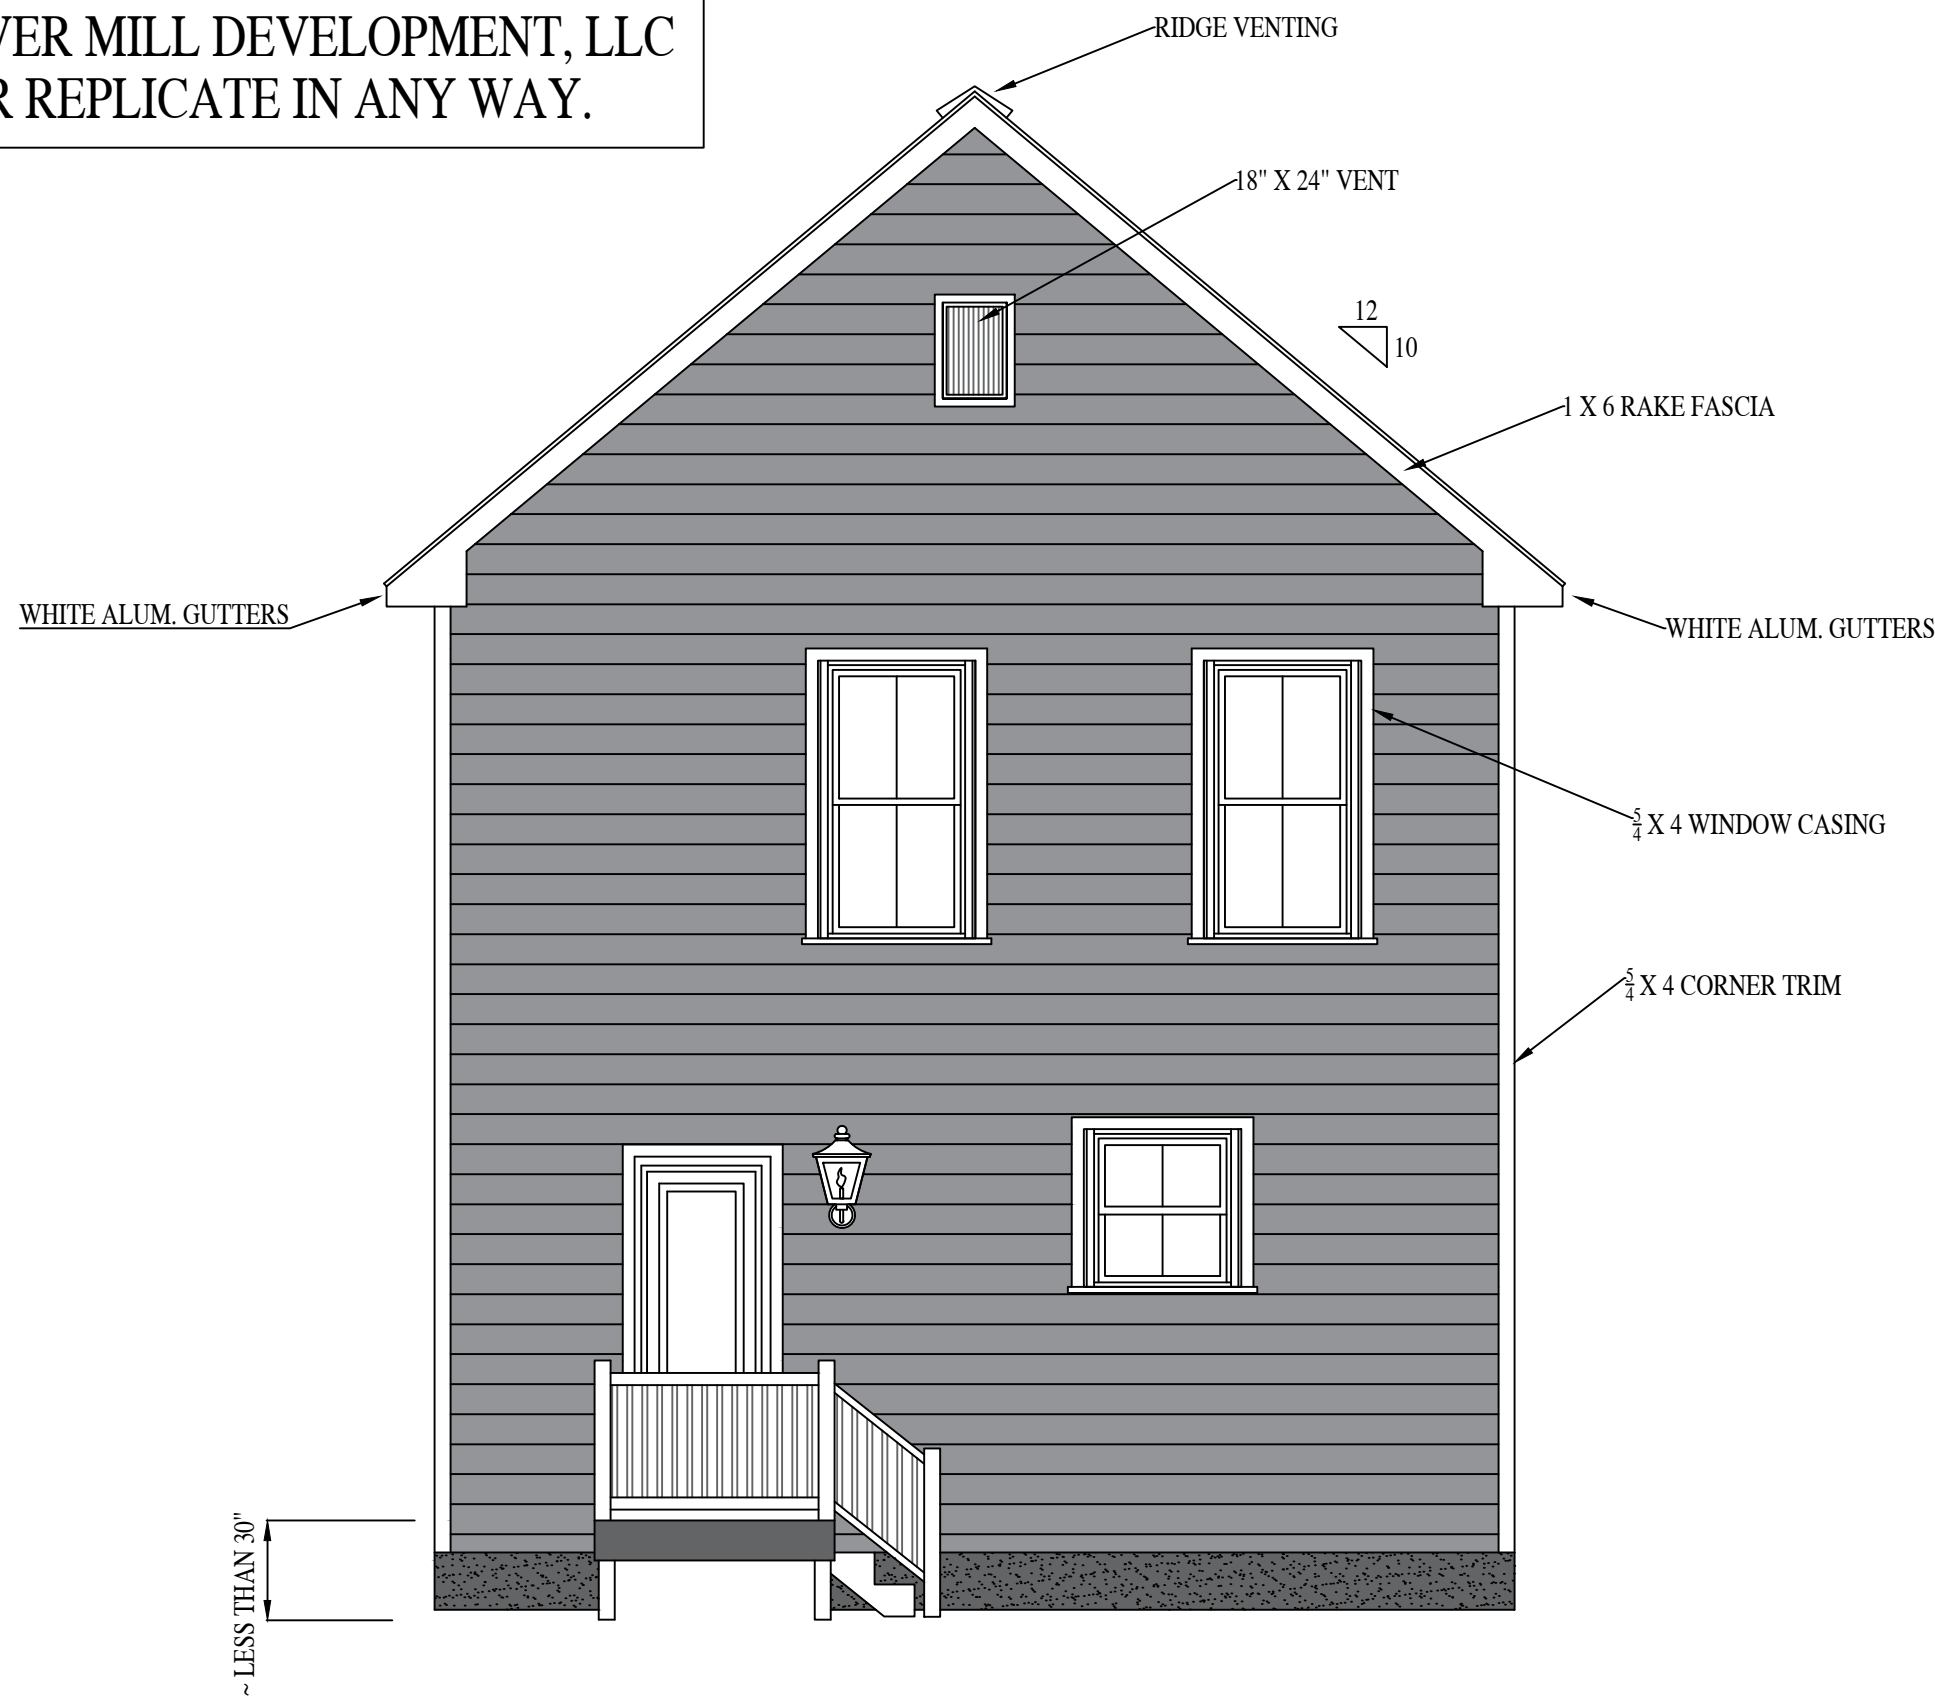 MILL DEVELOPMENT, LLC
REPLICATE IN ANY WAY.
RIDGE VENTING
18" X 24" VENT
12
10
1 X 6 RAKE FASCIA
WHITE ALUM. GUTTERS
WHITE ALUM. GUTTERS
5/4 X 4 WINDOW CASING
5/4 X 4 CORNER TRIM
~ LESS THAN 30"